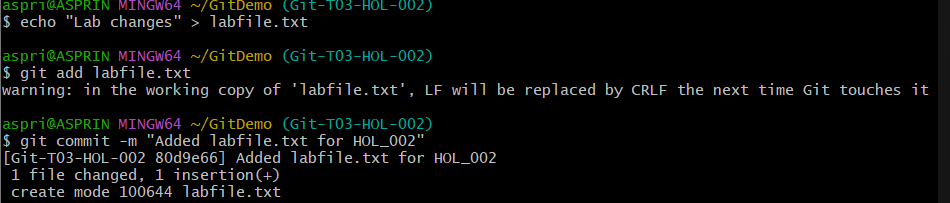 aspri@ASPRIN MINGW64 ~/GitDemo (Git-T03-HOL-002)
$ echo "Lab changes" > labfile.txt
aspri@ASPRIN MINGW64 ~/GitDemo (Git-T03-HOL-002)
$ git add labfile.txt
warning: in the working copy of 'labfile.txt', LF will be replaced by CRLF the next time Git touches it
aspri@ASPRIN MINGW64 ~/GitDemo (Git-T03-HOL-002)
$ git commit -m "Added labfile.txt for HOL_002"
[Git-T03-HOL-002 80d9e66] Added labfile.txt for HOL_002
 1 file changed, 1 insertion(+)
 create mode 100644 labfile.txt